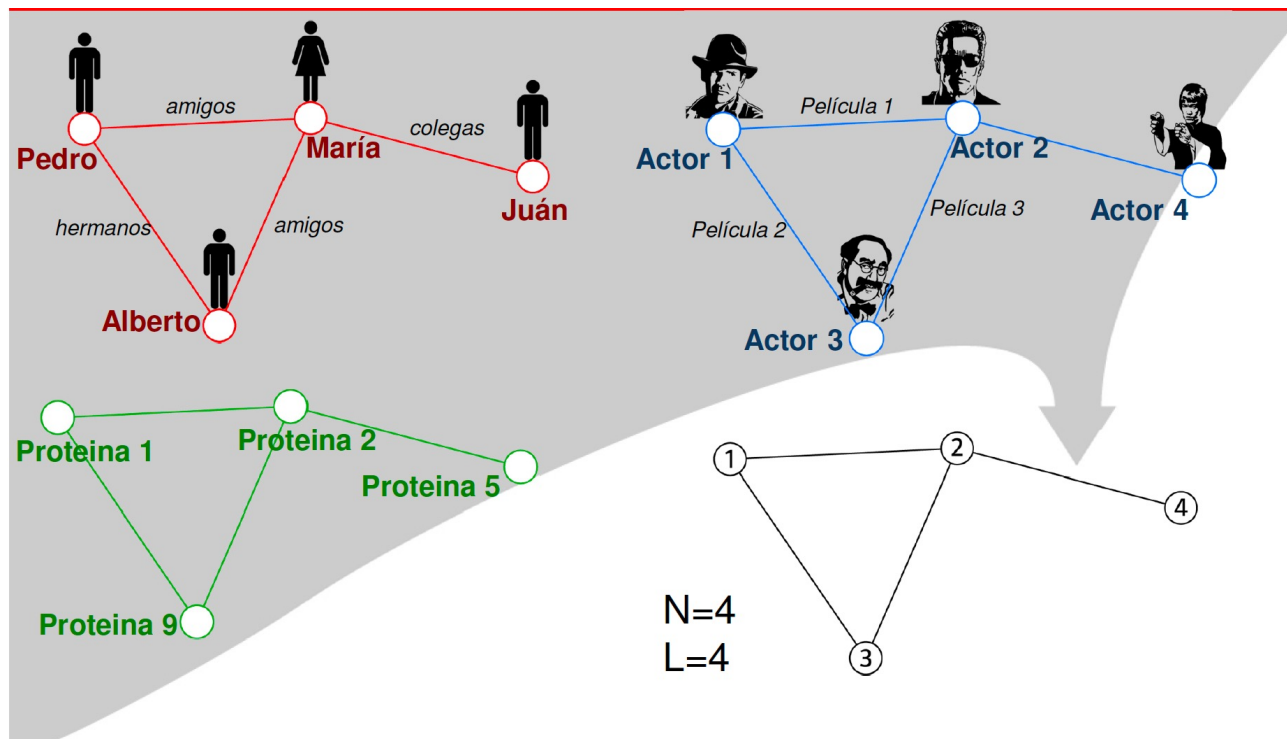 amigos
Pedro
María
colegas
Juán
hermanos
amigos
Alberto
Película 1
Actor 1
Actor 2
Actor 4
Película 2
Película 3
Actor 3
Proteina 1
Proteina 2
Proteina 5
Proteina 9
1
2
4
3
N=4
L=4